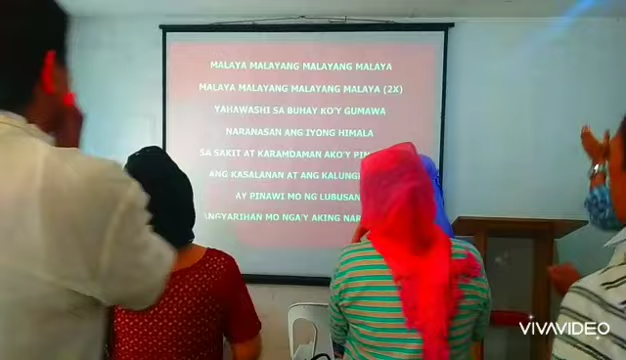 MALAYA MALAYANG MALAYANG MALAYA
MALAYA MALAYANG MALAYANG MALAYA (2X)
YAHAWASHI SA BUHAY KO'Y GUMAWA
NARANASAN ANG IYONG HIMALA
SA SAKIT AT KARAMDAMAN AKO'Y
ANG KASALANAN AT ANG
AY PINAWI MO NG LUBUSAN
MO NGA'Y AKING
VIVAVIDEO